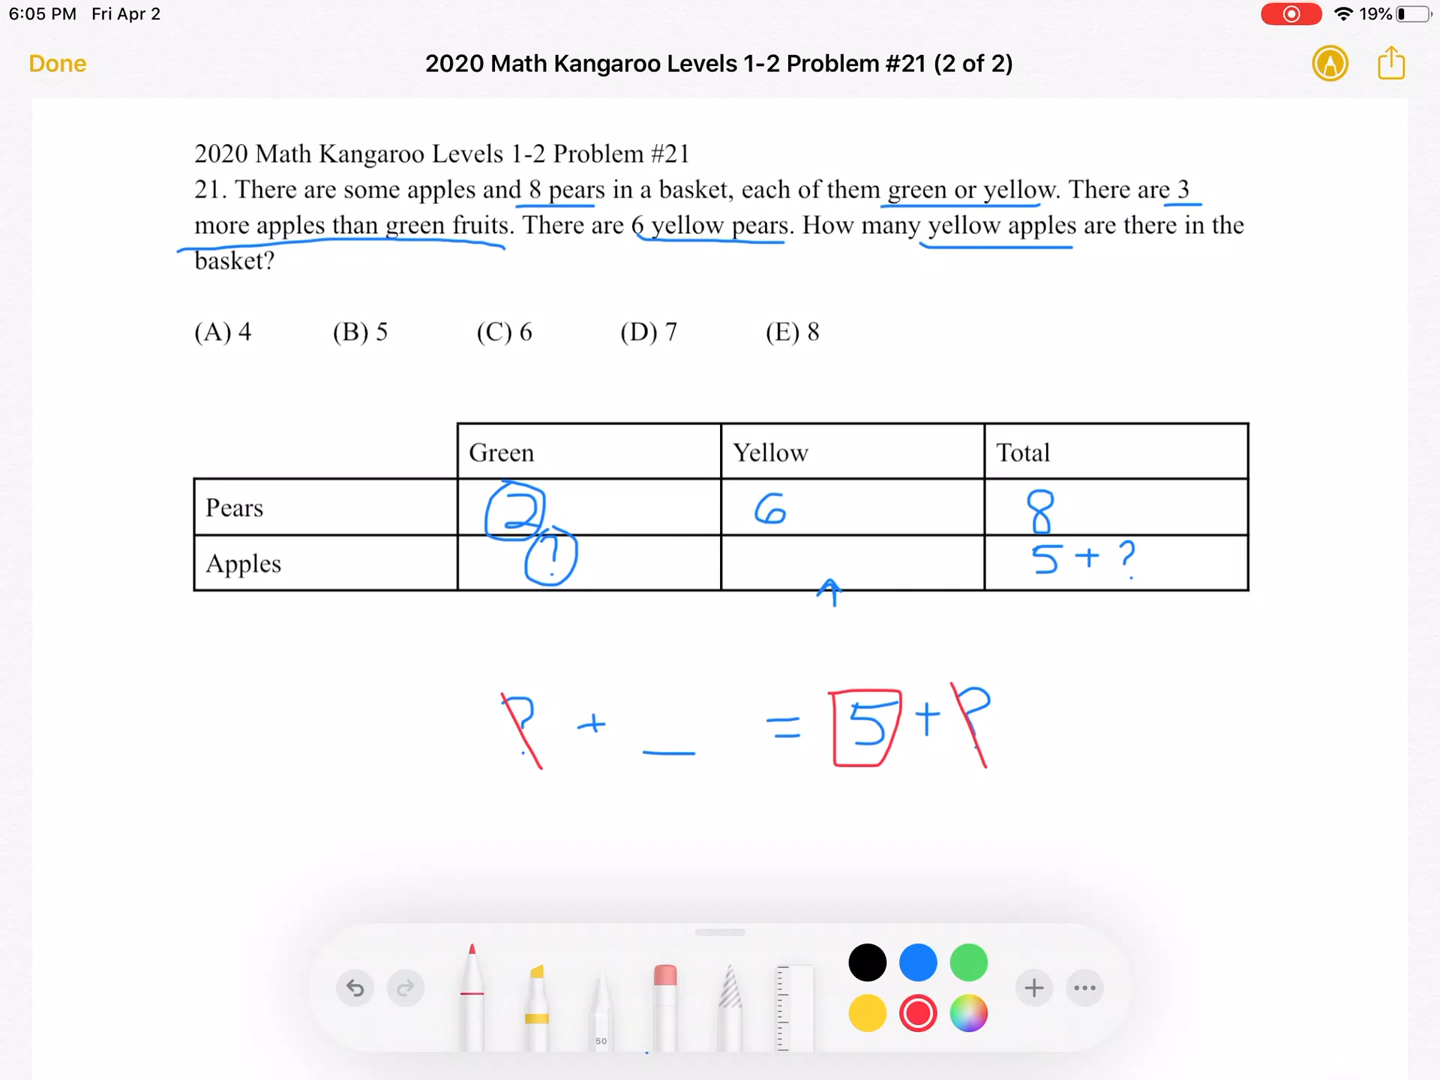 6:05 PM Fri Apr 2 19%
Done 2020 Math Kangaroo Levels 1-2 Problem #21 (2 of 2)
2020 Math Kangaroo Levels 1-2 Problem #21
21. There are some apples and 8 pears in a basket, each of them green or yellow. There are 3
more apples than green fruits. There are 6 yellow pears. How many yellow apples are there in the
basket?
(A) 4 (B) 5 (C) 6 (D) 7 (E) 8
Green Yellow Total
Pears 2 6 8
Apples ? 5 + ?
? + _ = 5 + ?
50